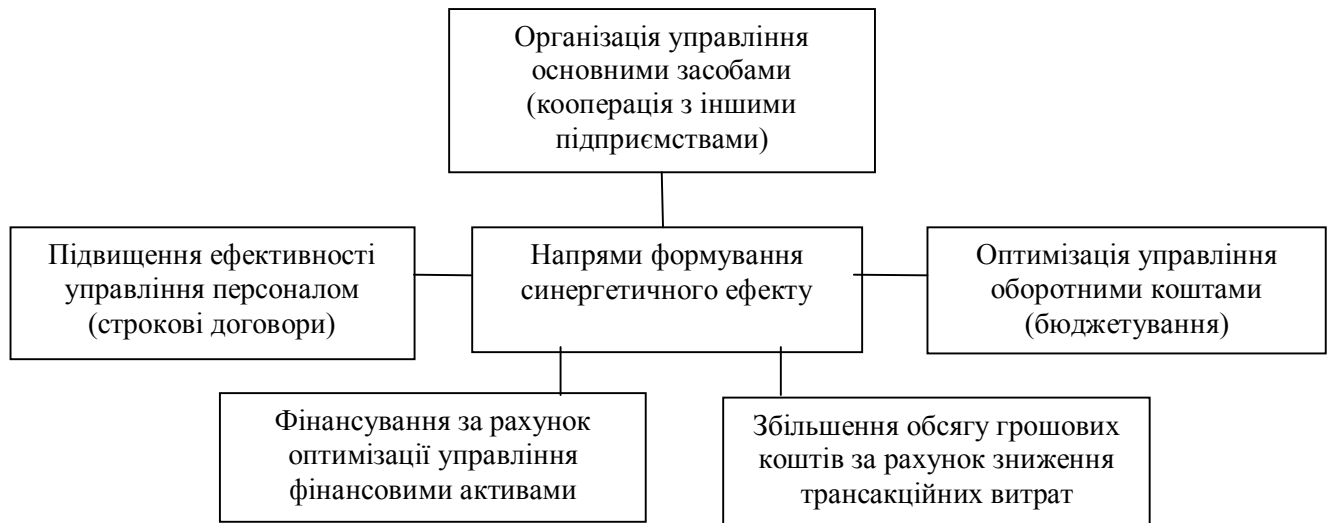 Організація управління
основними засобами
(кооперація з іншими
підприємствами)
Підвищення ефективності
управління персоналом
(строкові договори)
Напрями формування
синергетичного ефекту
Оптимізація управління
оборотними коштами
(бюджетування)
Фінансування за рахунок
оптимізації управління
фінансовими активами
Збільшення обсягу грошових
коштів за рахунок зниження
трансакційних витрат